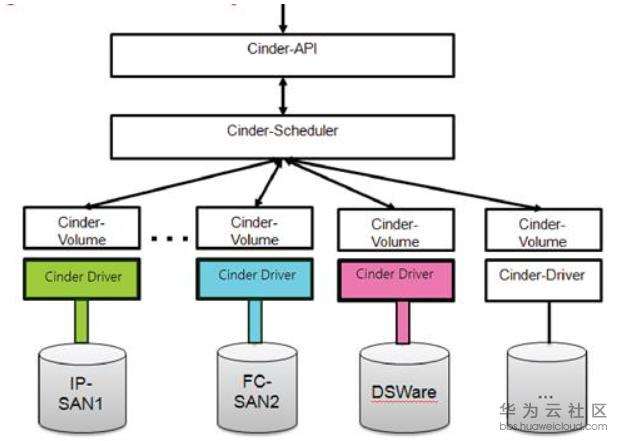 Cinder-API
Cinder-Scheduler
Cinder-
Volume
...
Cinder-
Volume
Cinder-
Volume
Cinder-
Volume
Cinder Driver
Cinder Driver
Cinder Driver
Cinder-Driver
IP-
SAN1
FC-
SAN2
DSWare
...
华为云社区
bbs.huaweicloud.com